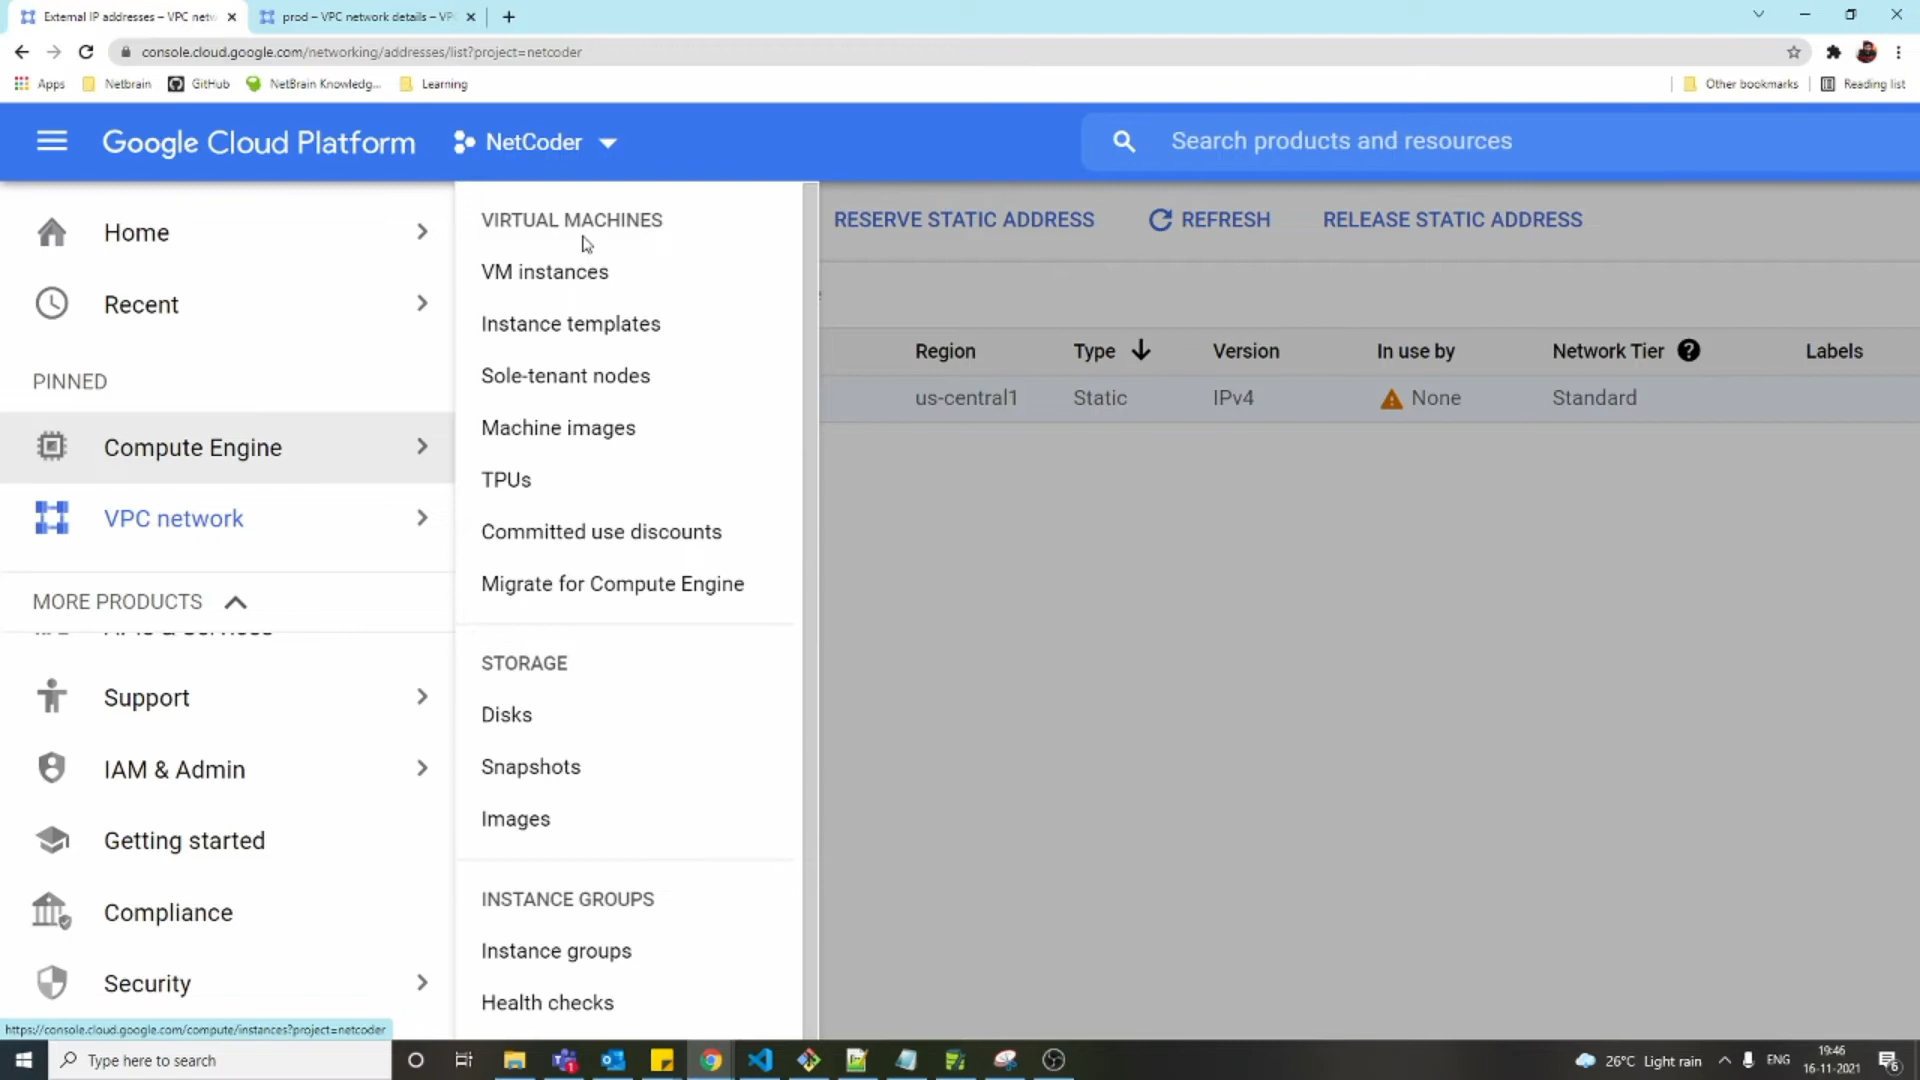 External IP addresses – VPC netw
prod – VPC network details – VPC
console.cloud.google.com/networking/addresses/list?project=netcoder
Apps
Netbrain
GitHub
NetBrain Knowledg...
Learning
Other bookmarks
Reading list
Google Cloud Platform
NetCoder
Search products and resources
Home
Recent
PINNED
Compute Engine
VPC network
MORE PRODUCTS
Support
IAM & Admin
Getting started
Compliance
Security
VIRTUAL MACHINES
VM instances
Instance templates
Sole-tenant nodes
Machine images
TPUs
Committed use discounts
Migrate for Compute Engine
STORAGE
Disks
Snapshots
Images
INSTANCE GROUPS
Instance groups
Health checks
RESERVE STATIC ADDRESS
REFRESH
RELEASE STATIC ADDRESS
Region Type Version In use by Network Tier Labels
us-central1 Static IPv4 None Standard
https://console.cloud.google.com/compute/instances?project=netcoder
Type here to search
26°C Light rain
ENG
19:46
16-11-2021
6